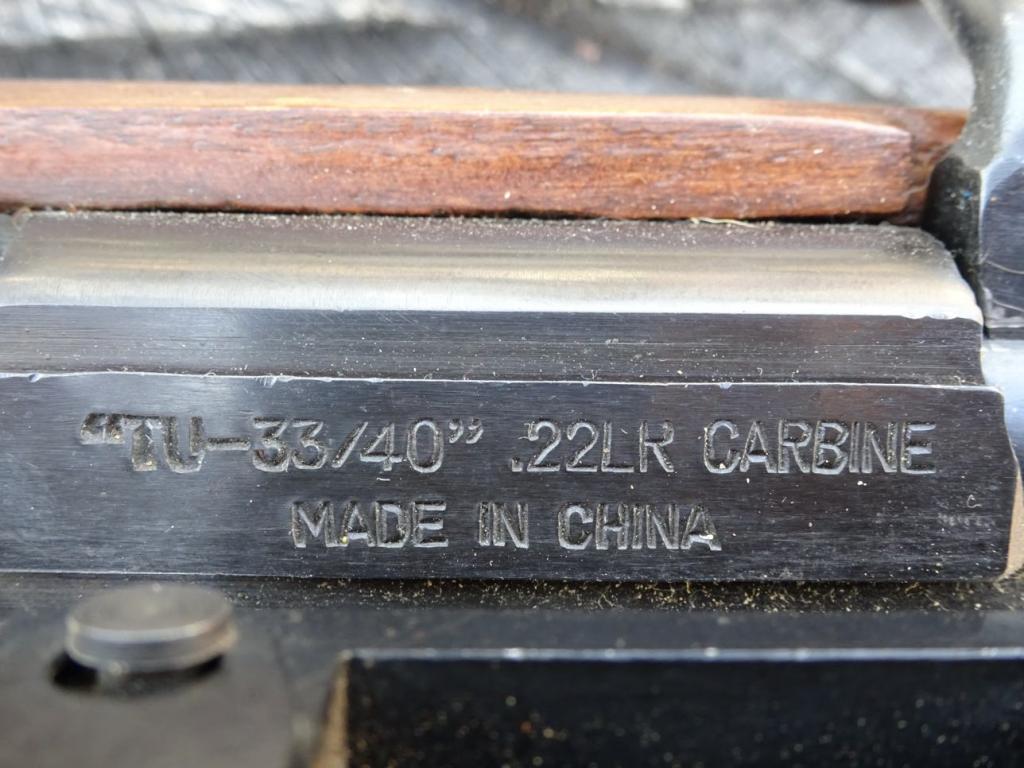 “TU-33/40” .22LR CARBINE
MADE IN CHINA